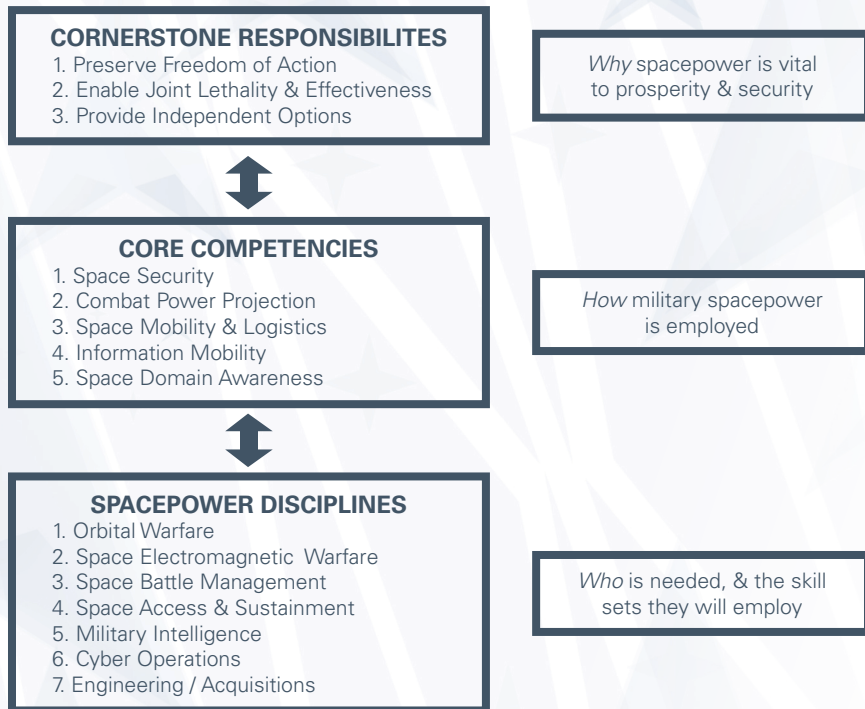 CORNERSTONE RESPONSIBILITES
1. Preserve Freedom of Action
2. Enable Joint Lethality & Effectiveness
3. Provide Independent Options
Why spacepower is vital
to prosperity & security
CORE COMPETENCIES
1. Space Security
2. Combat Power Projection
3. Space Mobility & Logistics
4. Information Mobility
5. Space Domain Awareness
How military spacepower
is employed
SPACEPOWER DISCIPLINES
1. Orbital Warfare
2. Space Electromagnetic Warfare
3. Space Battle Management
4. Space Access & Sustainment
5. Military Intelligence
6. Cyber Operations
7. Engineering / Acquisitions
Who is needed, & the skill
sets they will employ